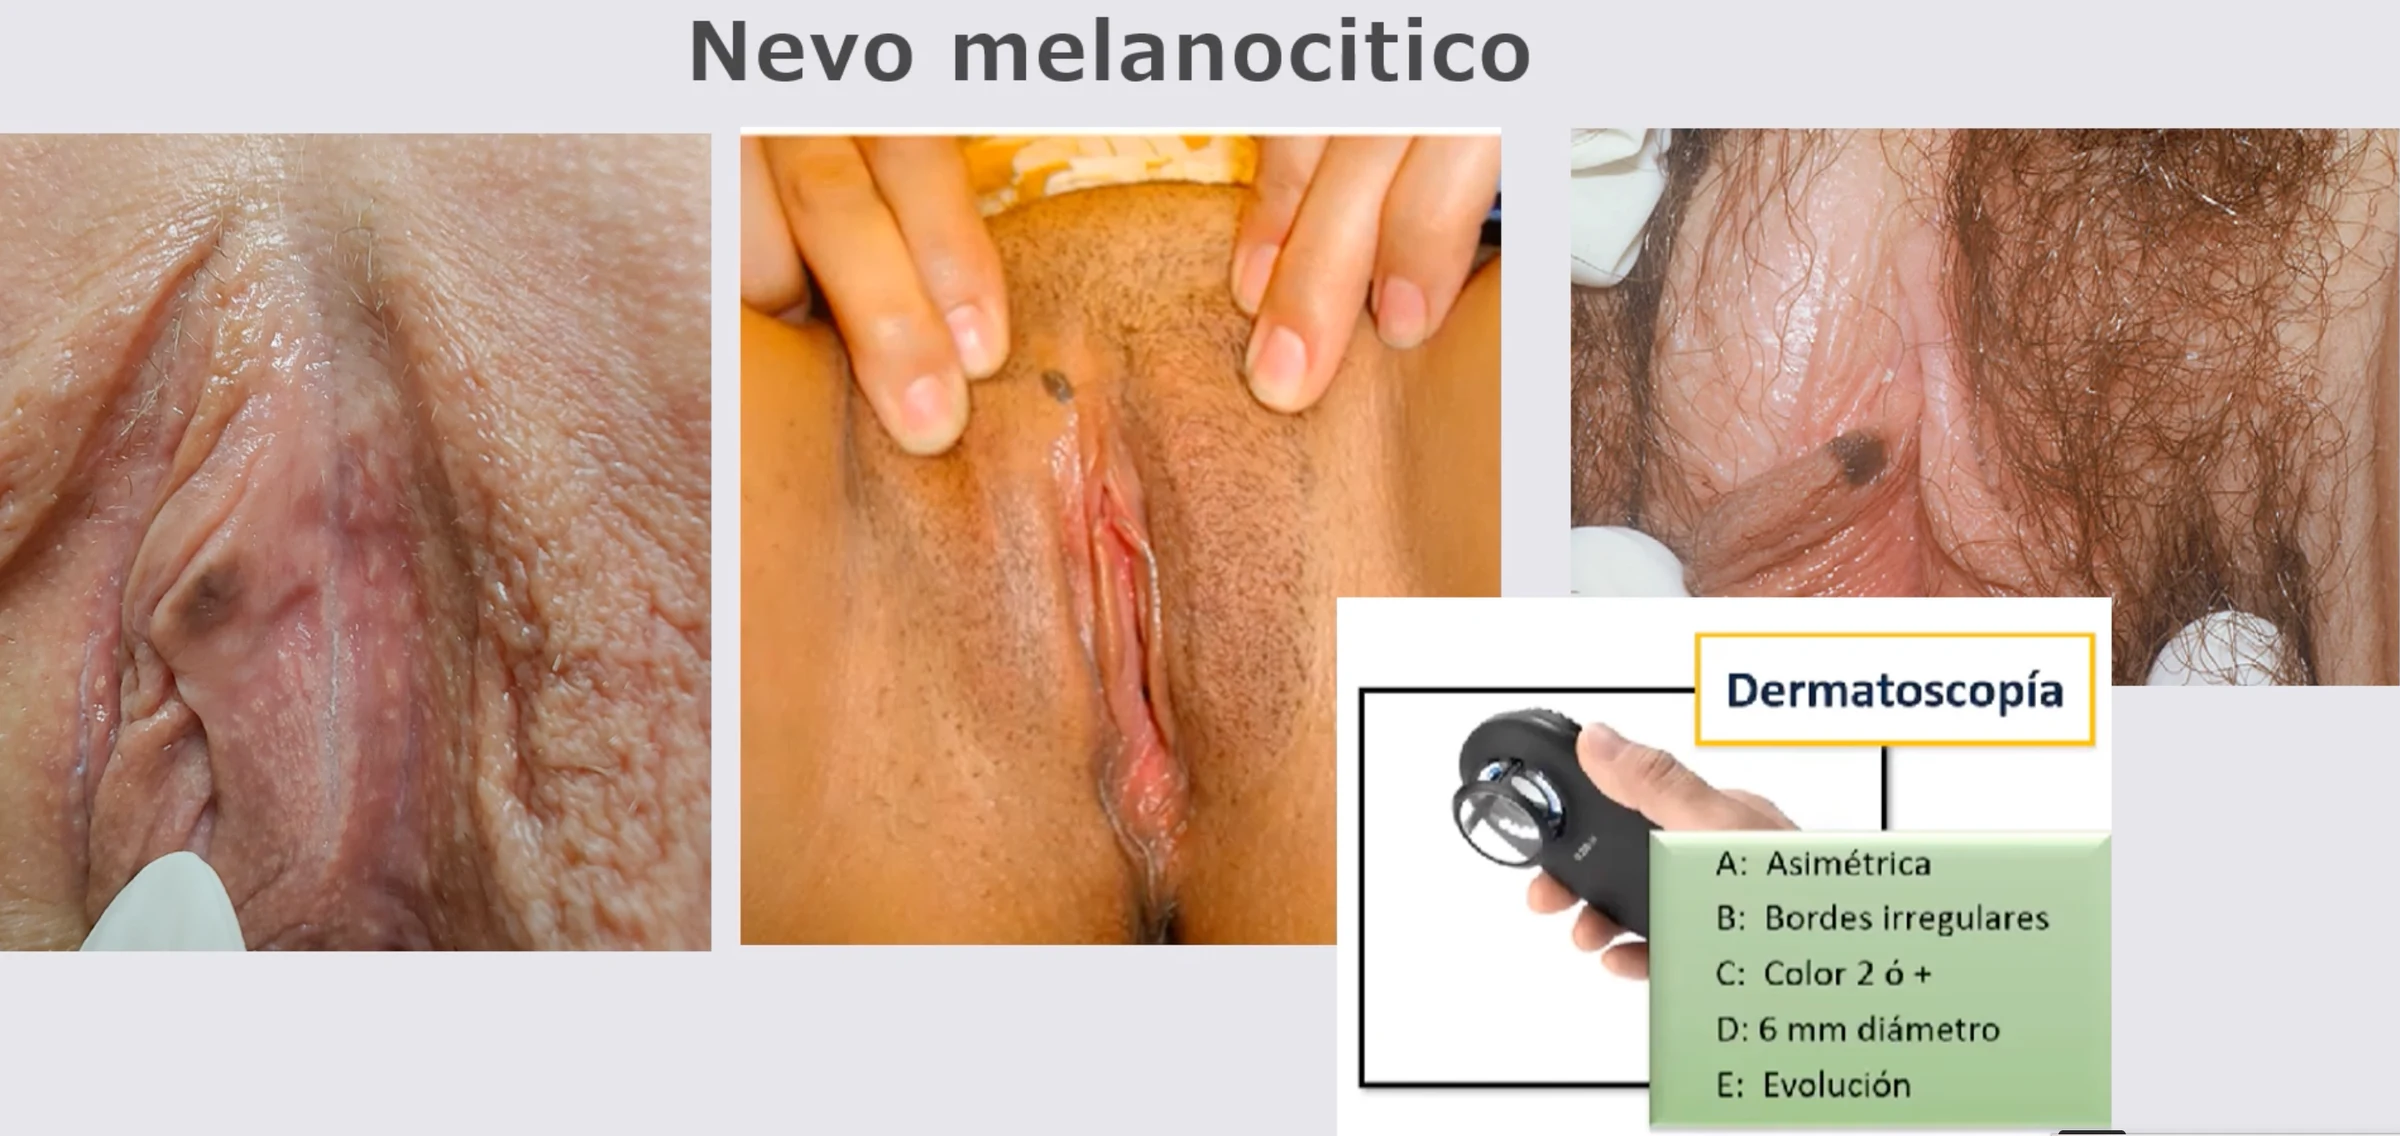 Nevo melanocitico
Dermatoscopía
A: Asimétrica
B: Bordes irregulares
C: Color 2 ó +
D: 6 mm diámetro
E: Evolución